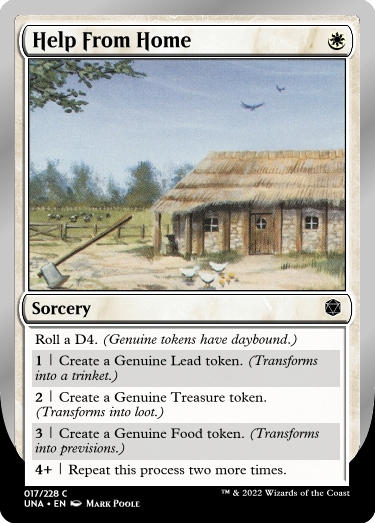 Help From Home
Sorcery
Roll a D4. (Genuine tokens have daybound.)
1 | Create a Genuine Lead token. (Transforms
into a trinket.)
2 | Create a Genuine Treasure token.
(Transforms into loot.)
3 | Create a Genuine Food token. (Transforms
into previsions.)
4+ | Repeat this process two more times.
017/228 C
UNA • EN MARK POOLE
™ & 2022 Wizards of the Coast